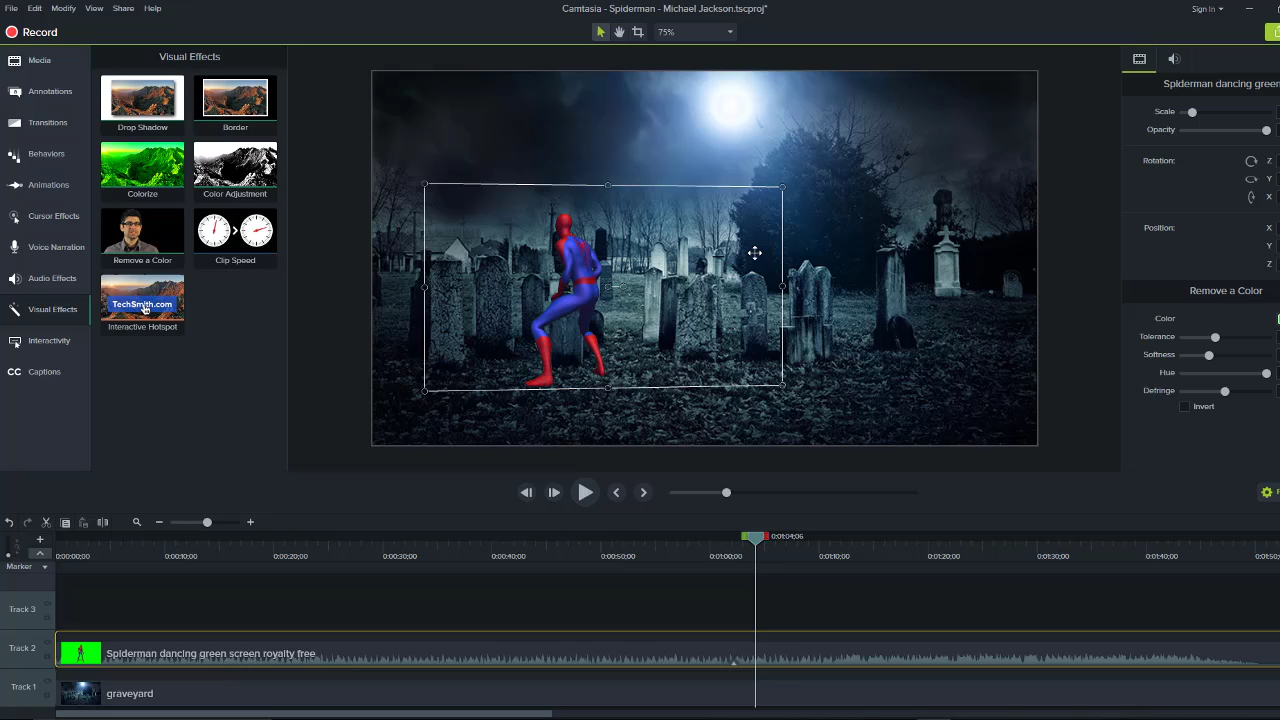 File Edit Modify View Share Help
Camtasia - Spiderman - Michael Jackson.tscproj*
Sign In
Record
75%
Media
Annotations
Transitions
Behaviors
Animations
Cursor Effects
Voice Narration
Audio Effects
Visual Effects
Interactivity
CC Captions
Visual Effects
Drop Shadow
Border
Colorize
Color Adjustment
Remove a Color
Clip Speed
TechSmith.com
Interactive Hotspot
Spiderman dancing green
Scale
Opacity
Rotation: Z
Y
X
Position: X
Y
Z
Remove a Color
Color
Tolerance
Softness
Hue
Defringe
Invert
0:01:04;06
0:00:00;00 0:00:10;00 0:00:20;00 0:00:30;00 0:00:40;00 0:00:50;00 0:01:00;00 0:01:10;00 0:01:20;00 0:01:30;00 0:01:40;00 0:01:50;
Marker
Track 3
Track 2
Spiderman dancing green screen royalty free
Track 1
graveyard